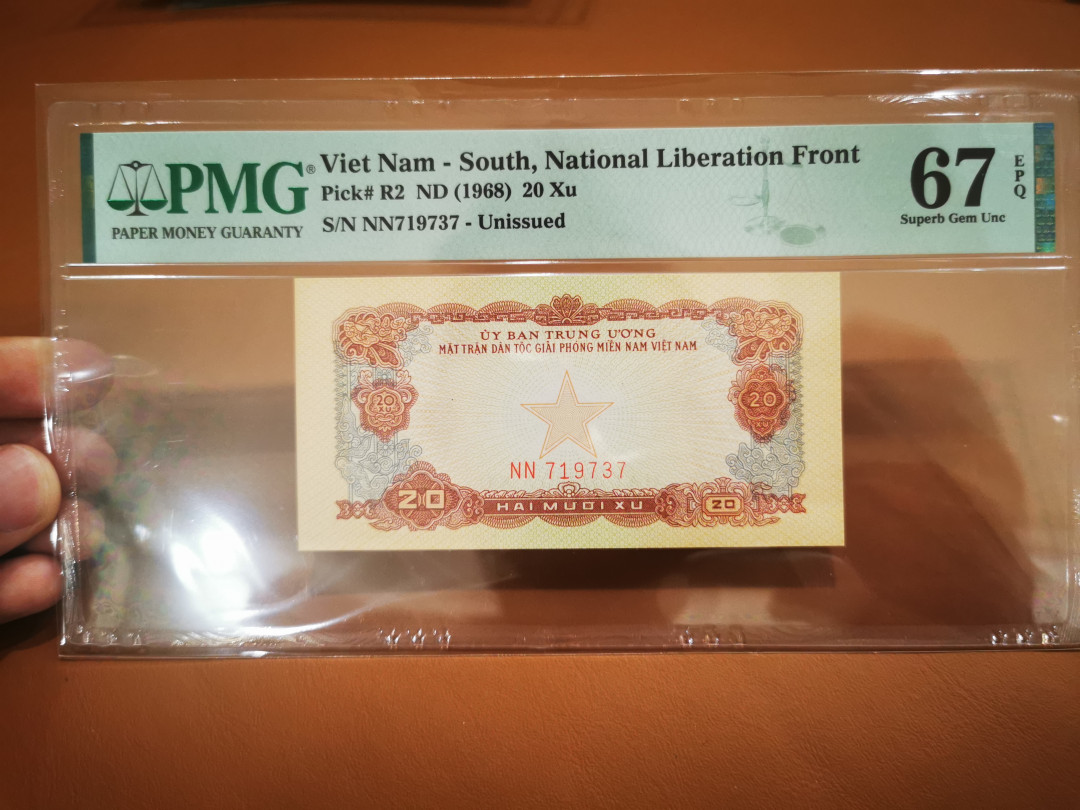 PMG®
PAPER MONEY GUARANTY
Viet Nam - South, National Liberation Front
Pick# R2 ND (1968) 20 Xu
S/N NN719737 - Unissued
67
EPQ
Superb Gem Unc
ỦY BAN TRUNG ƯƠNG
MẶT TRẬN DÂN TỘC GIẢI PHÓNG MIỀN NAM VIỆT NAM
20
XU
20
NN 719737
20
HAI MƯƠI XU
20